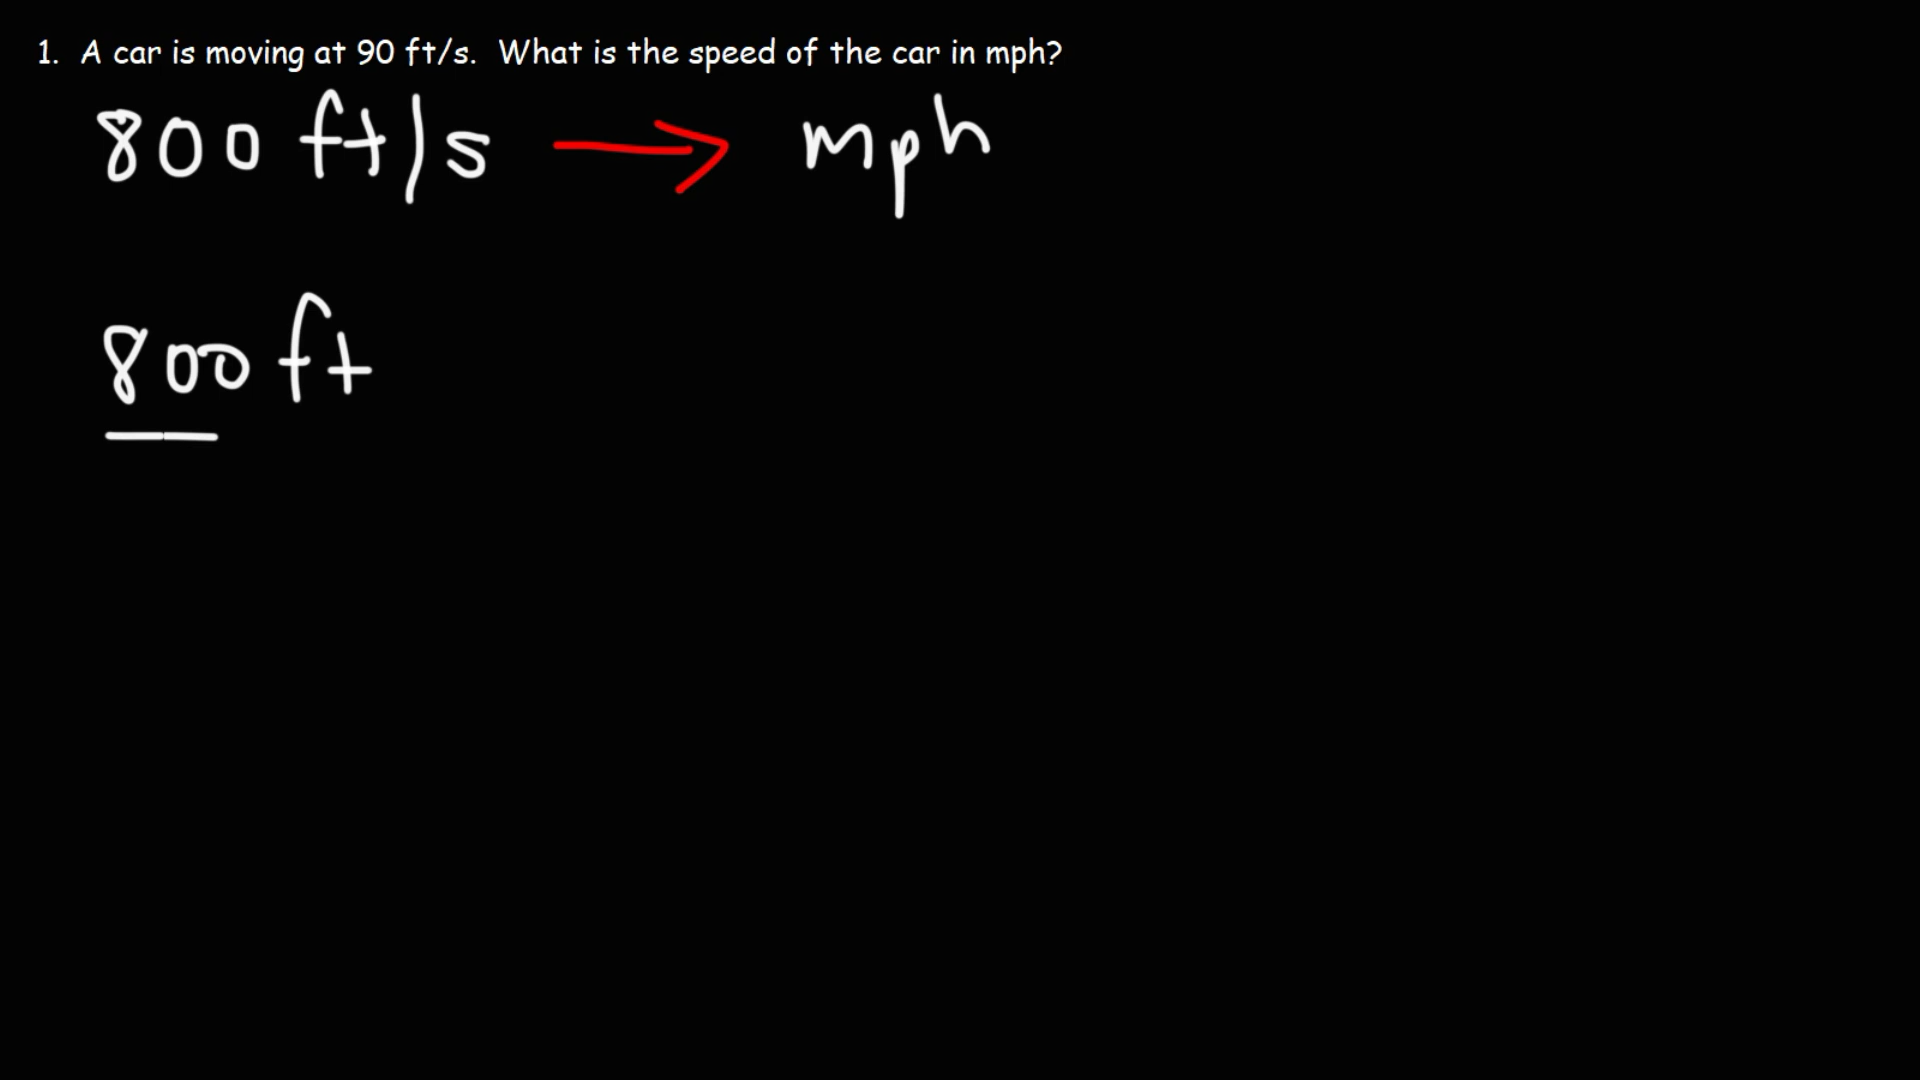 1. A car is moving at 90 ft/s. What is the speed of the car in mph?
800 ft/s → mph
800 ft